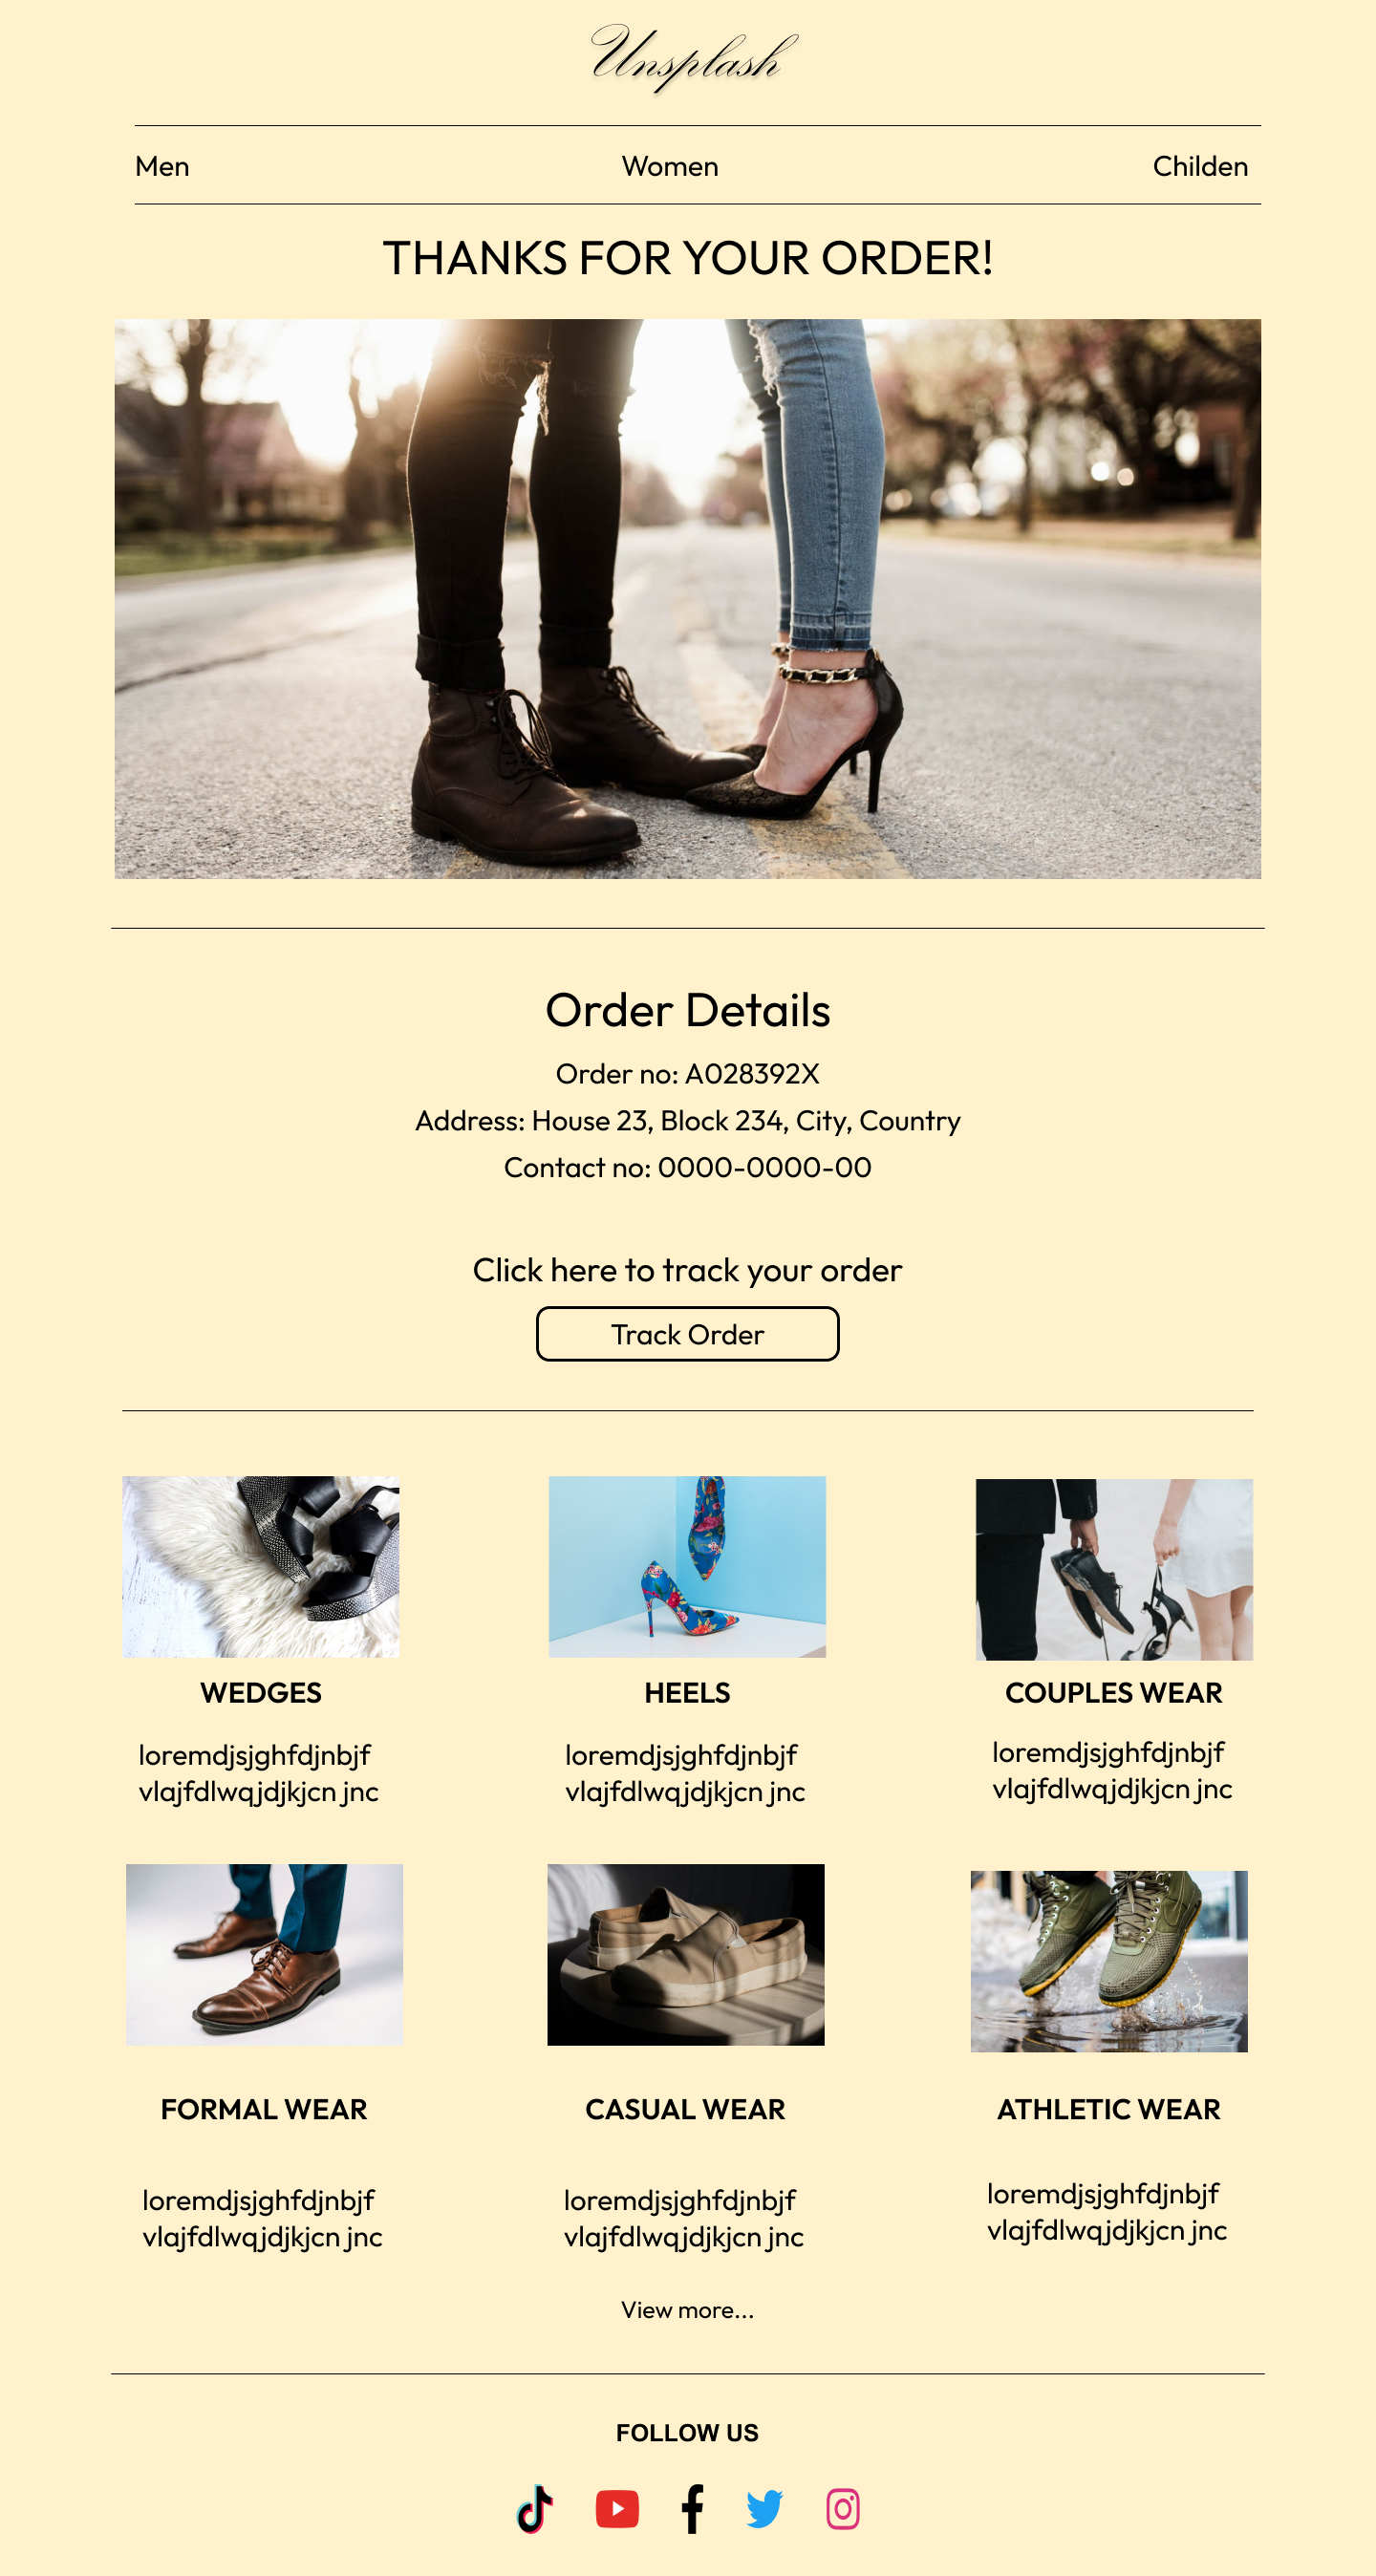 Unsplash
Men Women Childen
THANKS FOR YOUR ORDER!
Order Details
Order no: A028392X
Address: House 23, Block 234, City, Country
Contact no: 0000-0000-00
Click here to track your order
Track Order
WEDGES
loremdjsjghfdjnbjf
vlajfdlwqjdjkjcn jnc
HEELS
loremdjsjghfdjnbjf
vlajfdlwqjdjkjcn jnc
COUPLES WEAR
loremdjsjghfdjnbjf
vlajfdlwqjdjkjcn jnc
FORMAL WEAR
loremdjsjghfdjnbjf
vlajfdlwqjdjkjcn jnc
CASUAL WEAR
loremdjsjghfdjnbjf
vlajfdlwqjdjkjcn jnc
ATHLETIC WEAR
loremdjsjghfdjnbjf
vlajfdlwqjdjkjcn jnc
View more...
FOLLOW US